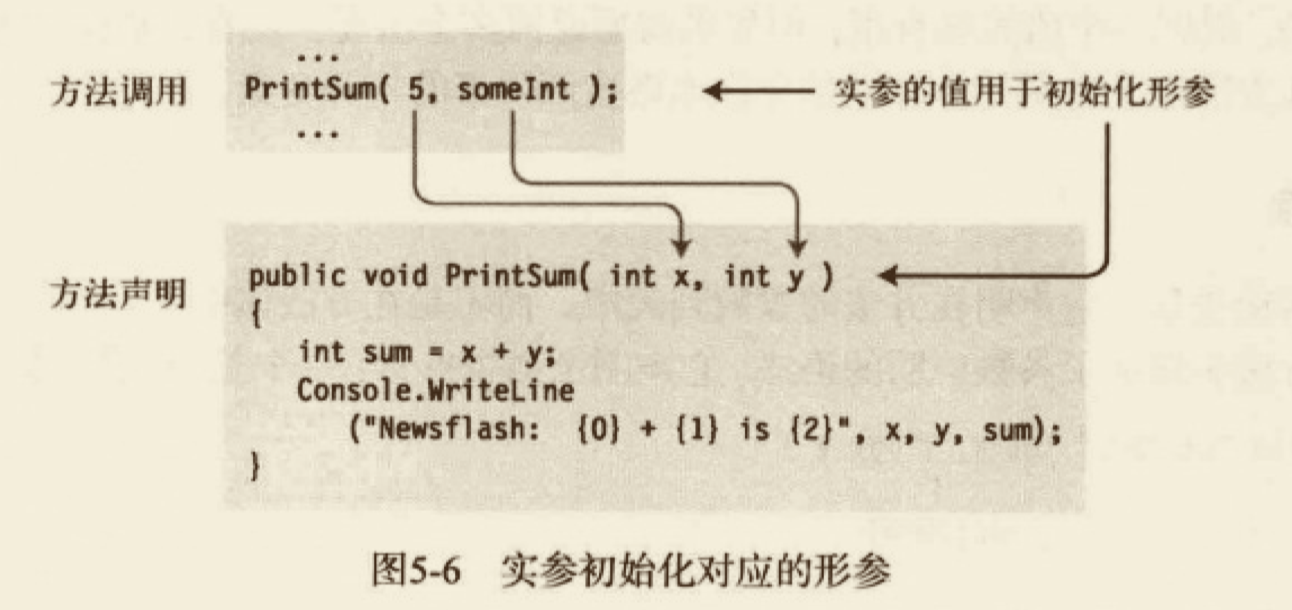 ...
方法调用 PrintSum( 5, someInt ); 实参的值用于初始化形参
...
public void PrintSum( int x, int y )
方法声明
{
int sum = x + y;
Console.WriteLine
("Newsflash:  {0} + {1} is {2}", x, y, sum);
}
图5-6 实参初始化对应的形参